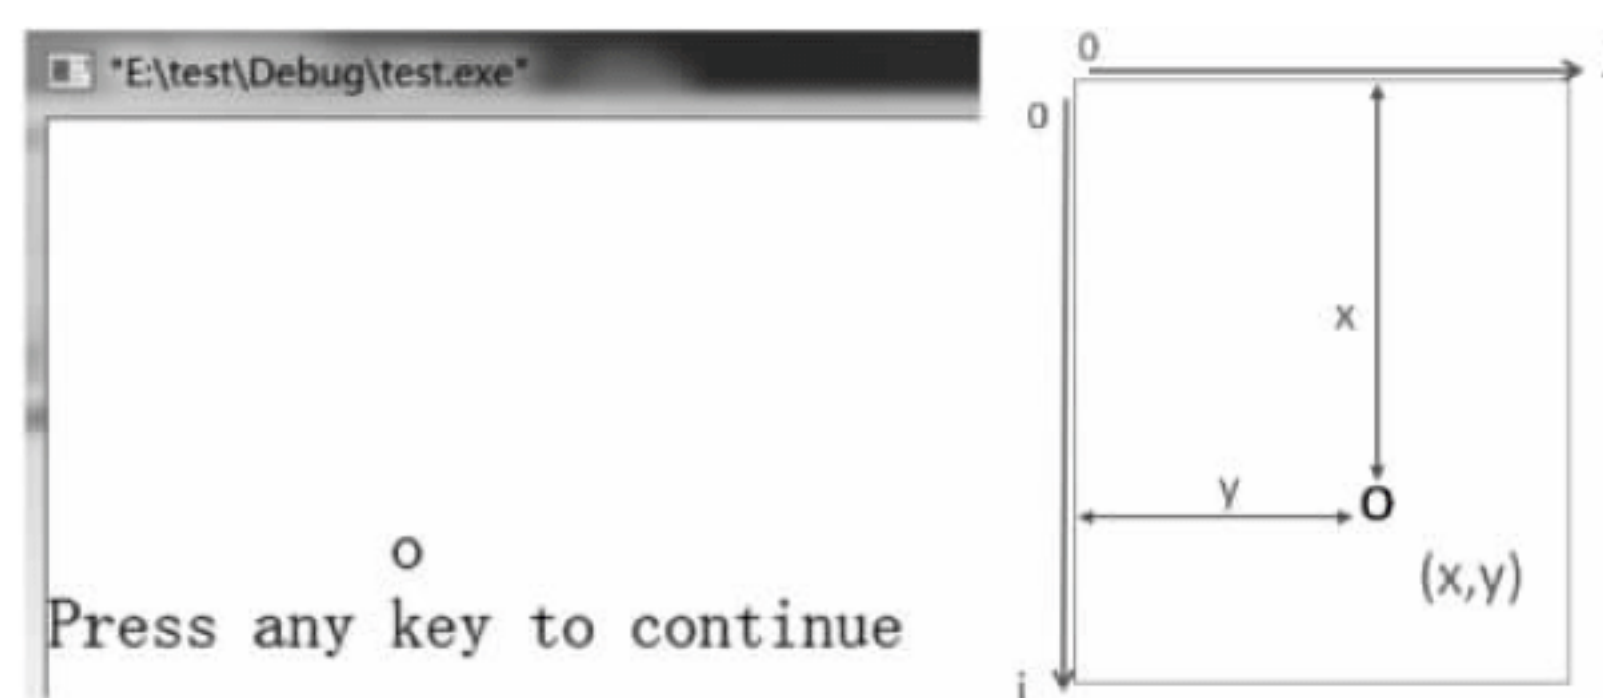 "E:\test\Debug\test.exe"
o
Press any key to continue
0
0
x
y
O
(x,y)
i